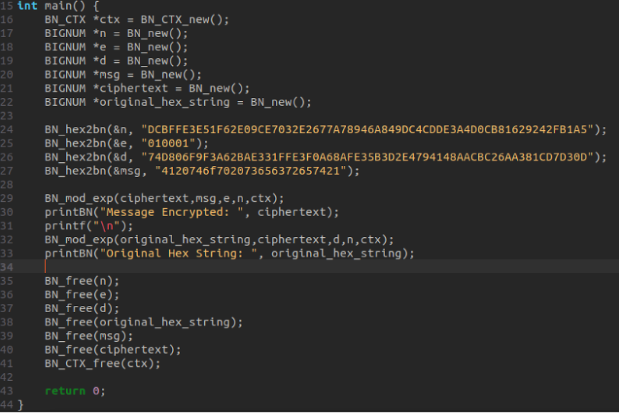 15 int main() {
16 BN_CTX *ctx = BN_CTX_new();
17 BIGNUM *n = BN_new();
18 BIGNUM *e = BN_new();
19 BIGNUM *d = BN_new();
20 BIGNUM *msg = BN_new();
21 BIGNUM *ciphertext = BN_new();
22 BIGNUM *original_hex_string = BN_new();
23
24 BN_hex2bn(&n, "DCBFFE3E51F62E09CE7032E2677A78946A849DC4CDDE3A4D0CB81629242FB1A5");
25 BN_hex2bn(&e, "010001");
26 BN_hex2bn(&d, "74D806F9F3A62BAE331FFE3F0A68AFE35B3D2E4794148AACBC26AA381CD7D30D");
27 BN_hex2bn(&msg, "4120746f702073656372657421");
28
29 BN_mod_exp(ciphertext,msg,e,n,ctx);
30 printBN("Message Encrypted: ", ciphertext);
31 printf("\n");
32 BN_mod_exp(original_hex_string,ciphertext,d,n,ctx);
33 printBN("Original Hex String: ", original_hex_string);
34
35 BN_free(n);
36 BN_free(e);
37 BN_free(d);
38 BN_free(original_hex_string);
39 BN_free(msg);
40 BN_free(ciphertext);
41 BN_CTX_free(ctx);
42
43 return 0;
44 }